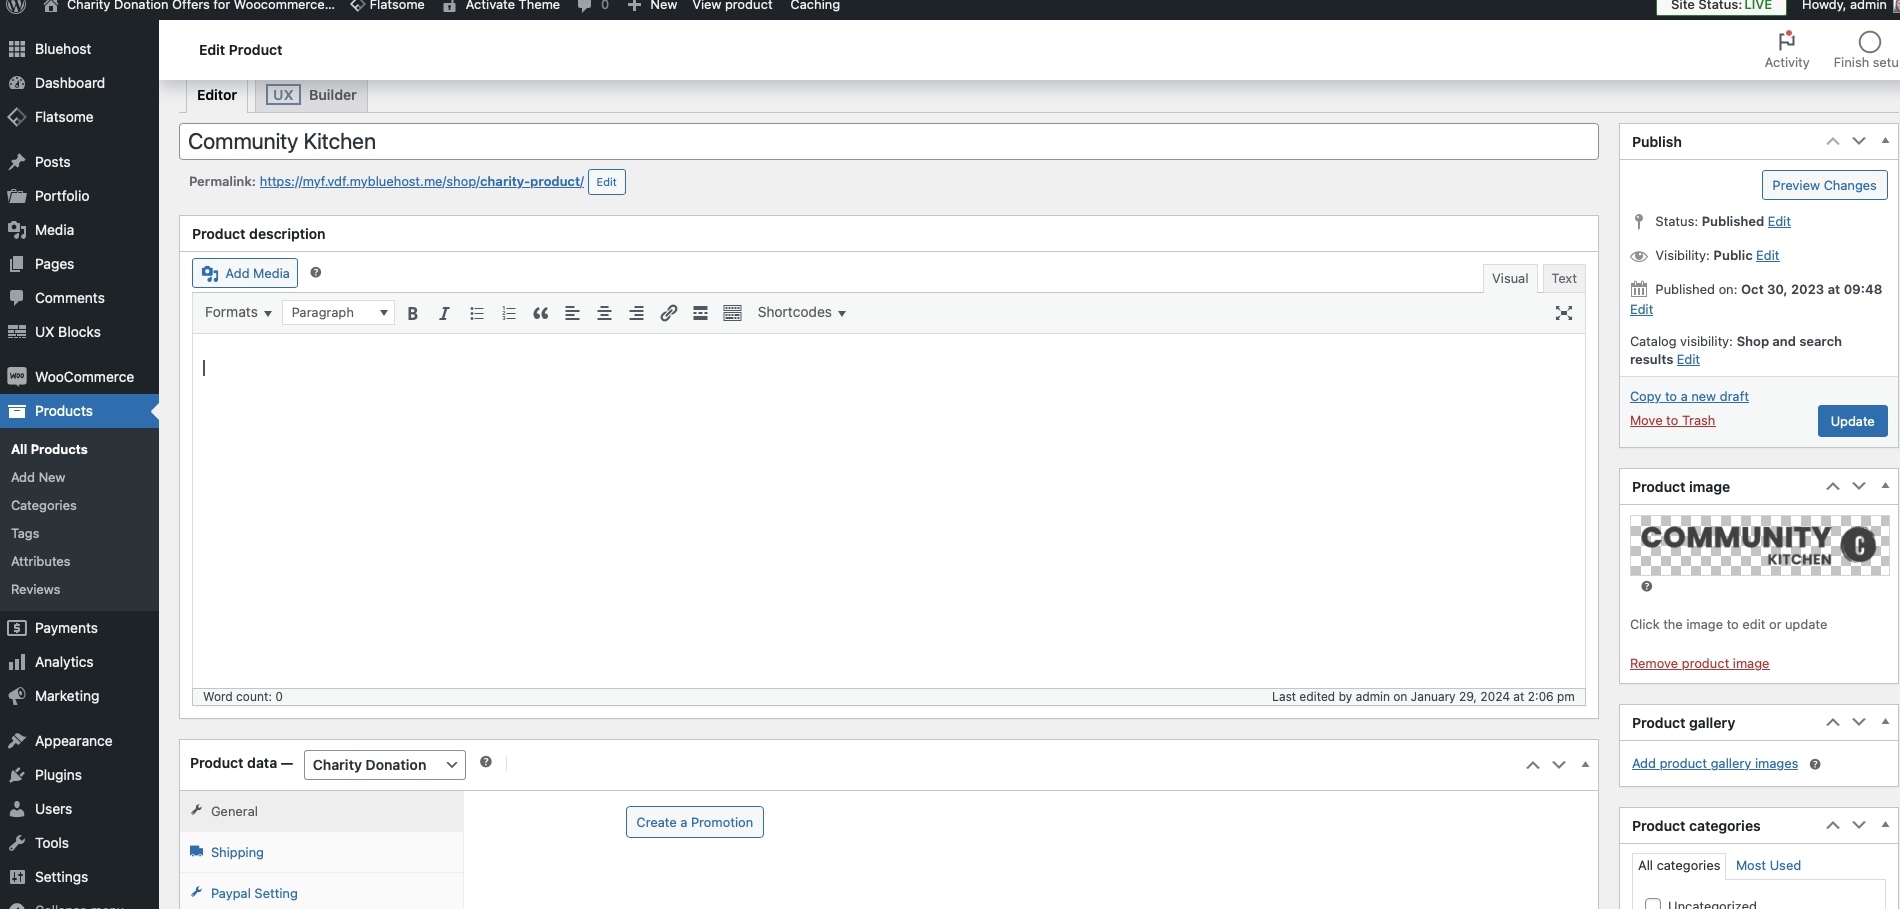 Charity Donation Offers for Woocommerce...
Flatsome
Activate Theme
0
New
View product
Caching
Site Status: LIVE
Howdy, admin
Bluehost
Dashboard
Flatsome
Posts
Portfolio
Media
Pages
Comments
UX Blocks
WooCommerce
Products
All Products
Add New
Categories
Tags
Attributes
Reviews
Payments
Analytics
Marketing
Appearance
Plugins
Users
Tools
Settings
Collapse menu
Edit Product
Activity
Finish setu
Editor
UX Builder
Community Kitchen
Permalink: https://myf.vdf.mybluehost.me/shop/charity-product/ Edit
Product description
Add Media
Visual
Text
Formats
Paragraph
B
I
Shortcodes
Word count: 0
Last edited by admin on January 29, 2024 at 2:06 pm
Product data —
Charity Donation
General
Shipping
Paypal Setting
Create a Promotion
Publish
Preview Changes
Status: Published Edit
Visibility: Public Edit
Published on: Oct 30, 2023 at 09:48
Edit
Catalog visibility: Shop and search
results Edit
Copy to a new draft
Move to Trash
Update
Product image
COMMUNITY
KITCHEN
C
Click the image to edit or update
Remove product image
Product gallery
Add product gallery images
Product categories
All categories
Most Used
Uncategorized